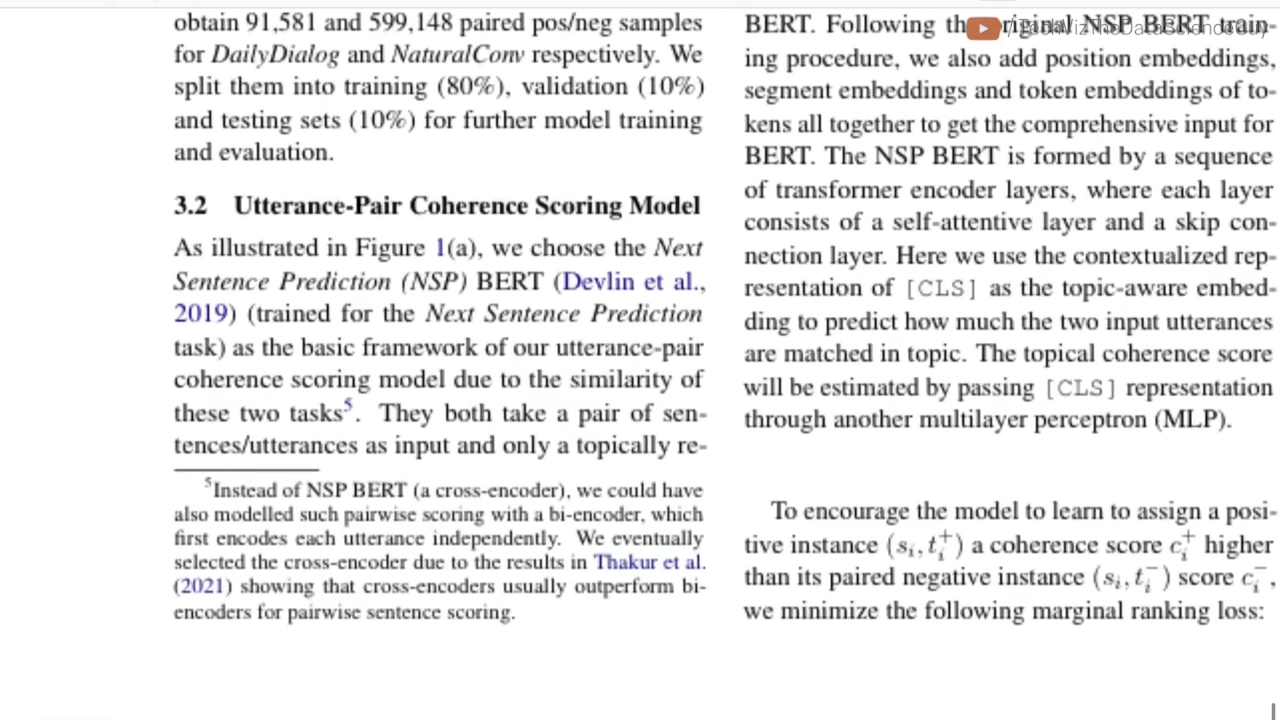 obtain 91,581 and 599,148 paired pos/neg samples
for DailyDialog and NaturalConv respectively. We
split them into training (80%), validation (10%)
and testing sets (10%) for further model training
and evaluation.
3.2 Utterance-Pair Coherence Scoring Model
As illustrated in Figure 1(a), we choose the Next
Sentence Prediction (NSP) BERT (Devlin et al.,
2019) (trained for the Next Sentence Prediction
task) as the basic framework of our utterance-pair
coherence scoring model due to the similarity of
these two tasks⁵. They both take a pair of sen-
tences/utterances as input and only a topically re-
⁵Instead of NSP BERT (a cross-encoder), we could have
also modelled such pairwise scoring with a bi-encoder, which
first encodes each utterance independently. We eventually
selected the cross-encoder due to the results in Thakur et al.
(2021) showing that cross-encoders usually outperform bi-
encoders for pairwise sentence scoring.
BERT. Following the original NSP BERT train-
ing procedure, we also add position embeddings,
segment embeddings and token embeddings of to-
kens all together to get the comprehensive input for
BERT. The NSP BERT is formed by a sequence
of transformer encoder layers, where each layer
consists of a self-attentive layer and a skip con-
nection layer. Here we use the contextualized rep-
resentation of [CLS] as the topic-aware embed-
ding to predict how much the two input utterances
are matched in topic. The topical coherence score
will be estimated by passing [CLS] representation
through another multilayer perceptron (MLP).
To encourage the model to learn to assign a posi-
tive instance (sᵢ, tᵢ⁺) a coherence score cᵢ⁺ higher
than its paired negative instance (sᵢ, tᵢ⁻) score cᵢ⁻,
we minimize the following marginal ranking loss:
/TechVizTheDataScienceGuy